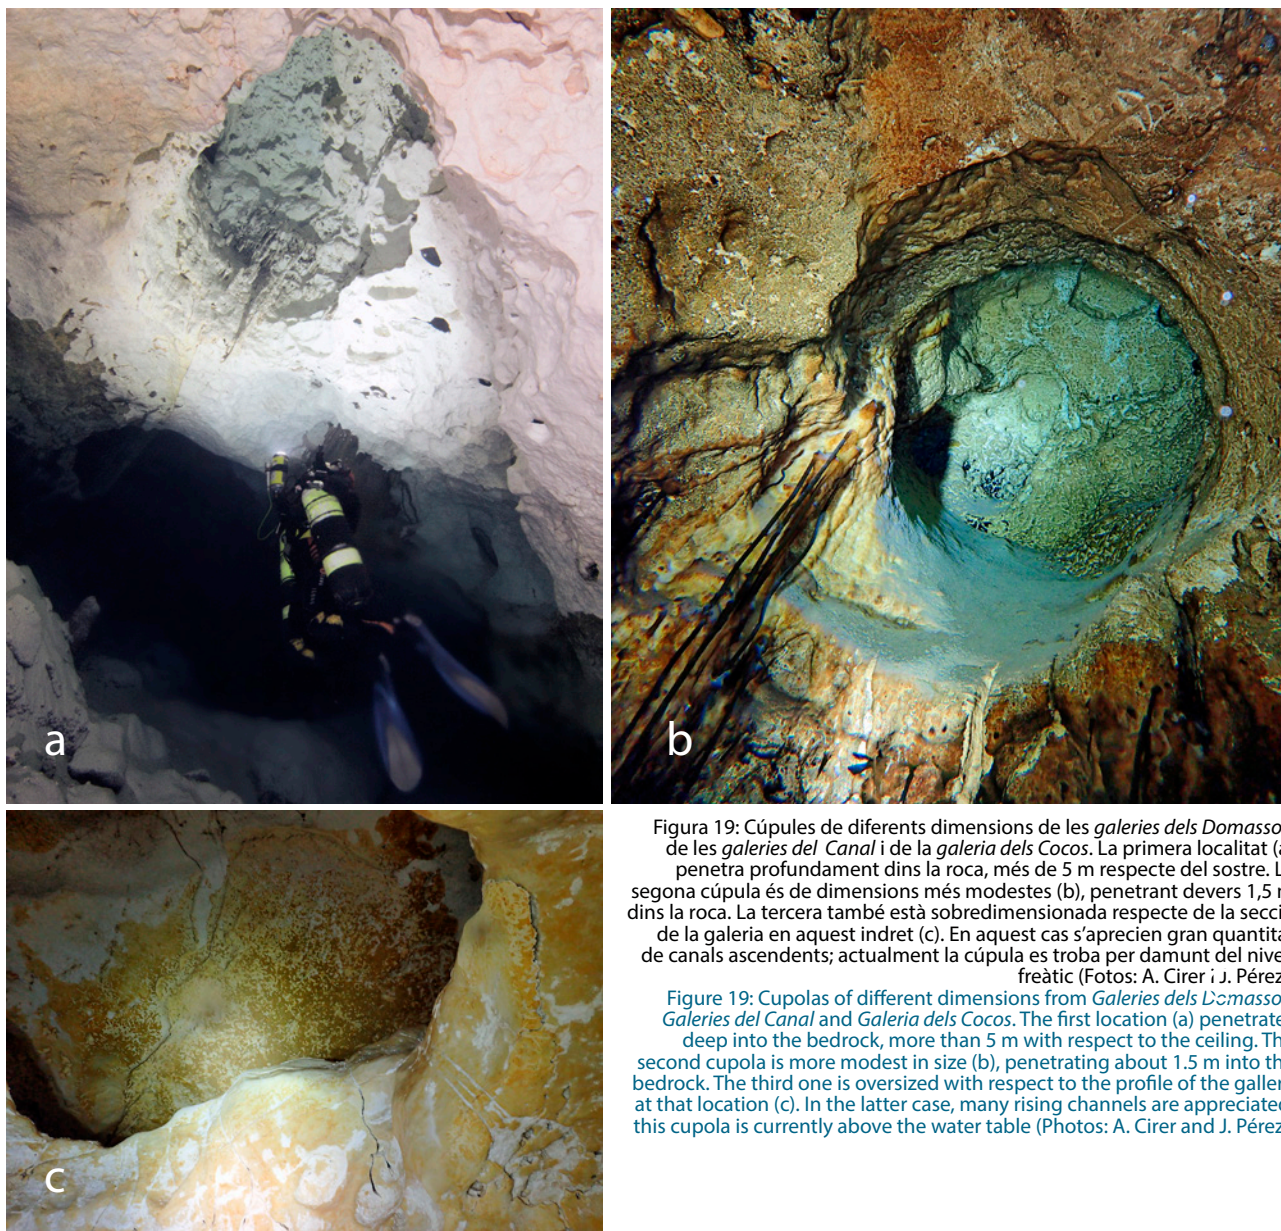 a
b
c
Figura 19: Cúpules de diferents dimensions de les galeries dels Domasso
de les galeries del Canal i de la galeria dels Cocos. La primera localitat (a
penetra profundament dins la roca, més de 5 m respecte del sostre. L
segona cúpula és de dimensions més modestes (b), penetrant devers 1,5
dins la roca. La tercera també està sobredimensionada respecte de la secci
de la galeria en aquest indret (c). En aquest cas s'aprecien gran quantita
de canals ascendents; actualment la cúpula es troba per damunt del nive
freàtic (Fotos: A. Cirer i J. Pérez
Figure 19: Cupolas of different dimensions from Galeries dels Domasso
Galeries del Canal and Galeria dels Cocos. The first location (a) penetrate
deep into the bedrock, more than 5 m with respect to the ceiling. Th
second cupola is more modest in size (b), penetrating about 1.5 m into th
bedrock. The third one is oversized with respect to the profile of the galler
at that location (c). In the latter case, many rising channels are appreciate
this cupola is currently above the water table (Photos: A. Cirer and J. Pérez